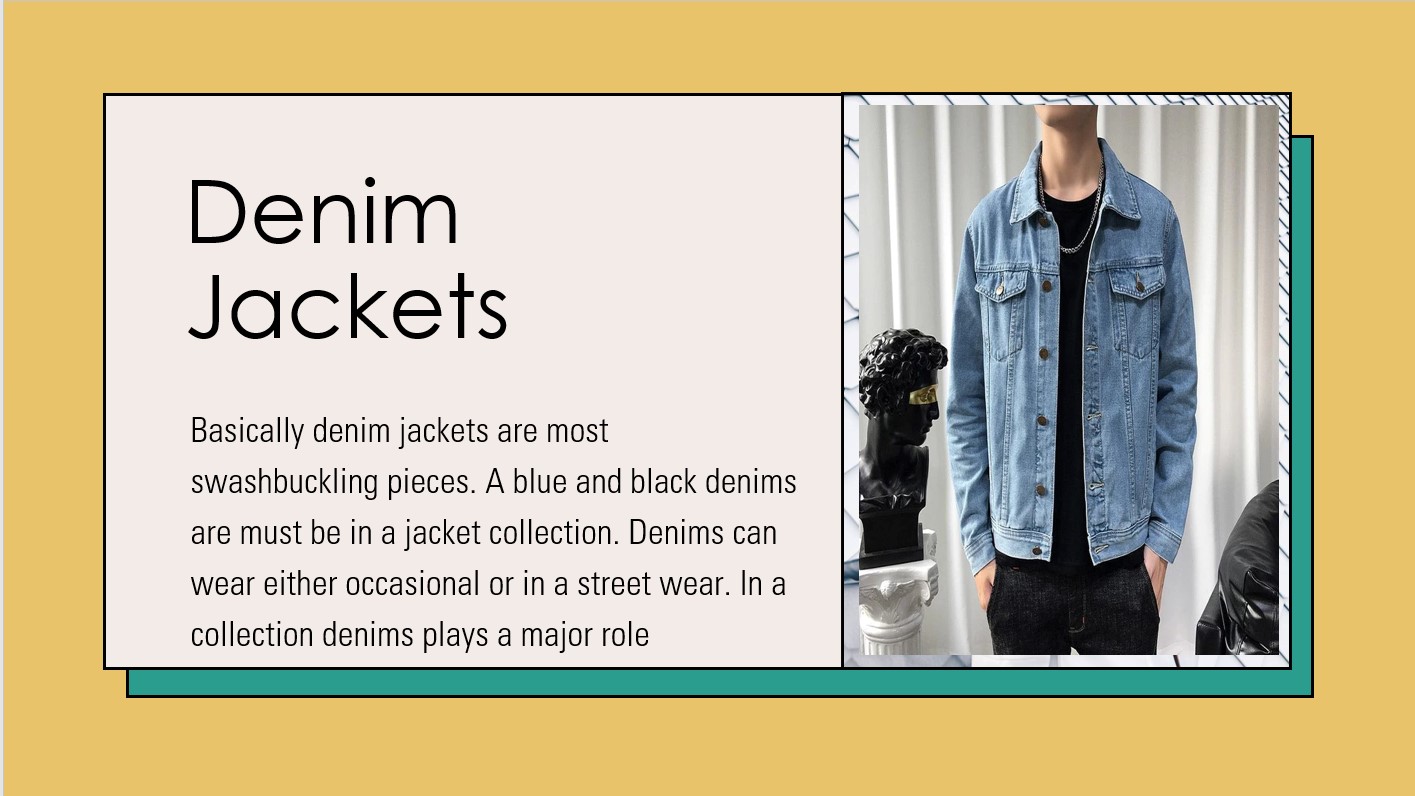 Denim
Jackets
Basically denim jackets are most
swashbuckling pieces. A blue and black denims
are must be in a jacket collection. Denims can
wear either occasional or in a street wear. In a
collection denims plays a major role